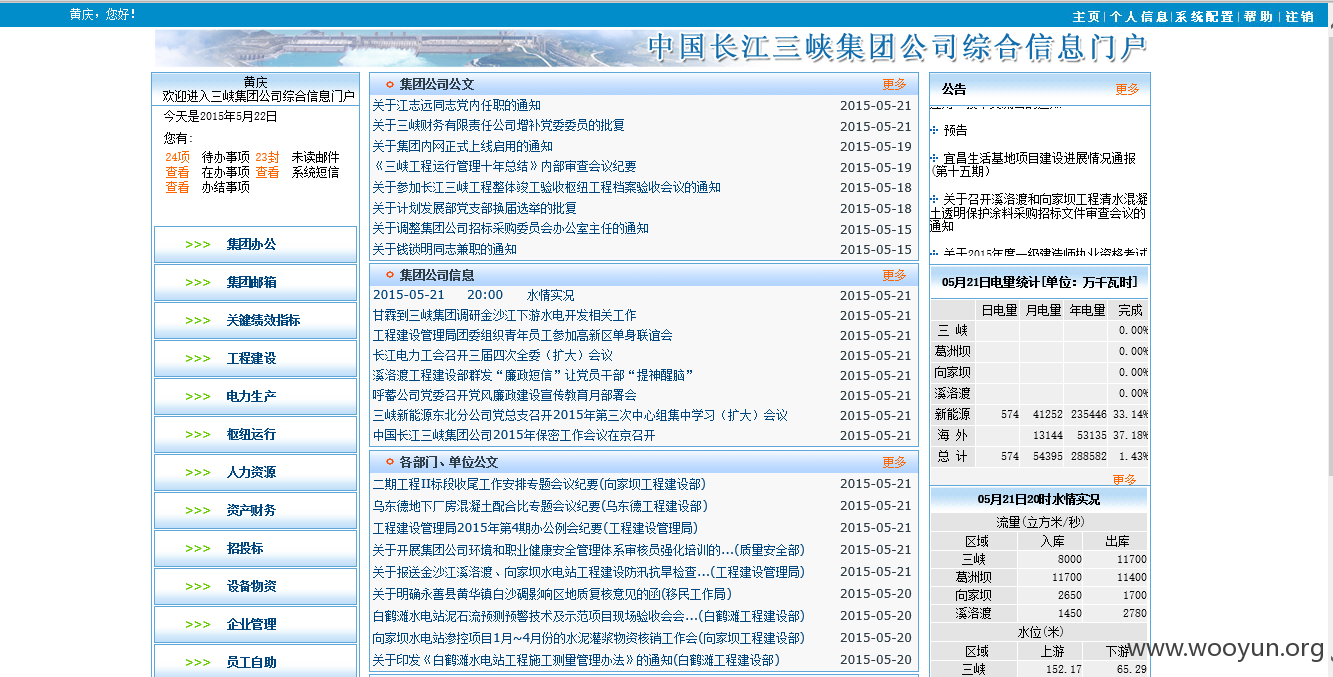 黄庆，您好！
主页|个人信息|系统配置|帮助|注销
中国长江三峡集团公司综合信息门户
黄庆
欢迎进入三峡集团公司综合信息门户
今天是2015年5月22日
您有：
24项 待办事项 23封 未读邮件
查看 在办事项 查看 系统短信
查看 办结事项
>>> 集团办公
>>> 集团邮箱
>>> 关键绩效指标
>>> 工程建设
>>> 电力生产
>>> 枢纽运行
>>> 人力资源
>>> 资产财务
>>> 招投标
>>> 设备物资
>>> 企业管理
>>> 员工自助
集团公司公文 更多
关于江志远同志党内任职的通知 2015-05-21
关于三峡财务有限责任公司增补党委委员的批复 2015-05-21
关于集团内网正式上线启用的通知 2015-05-19
《三峡工程运行管理十年总结》内部审查会议纪要 2015-05-19
关于参加长江三峡工程整体竣工验收枢纽工程档案验收会议的通知 2015-05-18
关于计划发展部党支部换届选举的批复 2015-05-18
关于调整集团公司招标采购委员会办公室主任的通知 2015-05-15
关于钱锁明同志兼职的通知 2015-05-15
集团公司信息 更多
2015-05-21 20:00 水情实况 2015-05-21
甘霖到三峡集团调研金沙江下游水电开发相关工作 2015-05-21
工程建设管理局团委组织青年员工参加高新区单身联谊会 2015-05-21
长江电力工会召开三届四次全委（扩大）会议 2015-05-21
溪洛渡工程建设部群发“廉政短信”让党员干部“提神醒脑” 2015-05-21
呼蓄公司党委召开党风廉政建设宣传教育月部署会 2015-05-21
三峡新能源东北分公司党总支召开2015年第三次中心组集中学习（扩大）会议 2015-05-21
中国长江三峡集团公司2015年保密工作会议在京召开 2015-05-21
各部门、单位公文 更多
二期工程II标段收尾工作安排专题会议纪要(向家坝工程建设部) 2015-05-21
乌东德地下厂房混凝土配合比专题会议纪要(乌东德工程建设部) 2015-05-21
工程建设管理局2015年第4期办公例会纪要(工程建设管理局) 2015-05-21
关于开展集团公司环境和职业健康安全管理体系审核员强化培训的...(质量安全部) 2015-05-21
关于报送金沙江溪洛渡、向家坝水电站工程建设防汛抗旱检查...(工程建设管理局) 2015-05-21
关于明确永善县黄华镇白沙碉影响区地质复核意见的函(移民工作局) 2015-05-20
白鹤滩水电站泥石流预测预警技术及示范项目现场验收会会...(白鹤滩工程建设部) 2015-05-20
向家坝水电站渗控项目1月~4月份的水泥灌浆物资核销工作会(向家坝工程建设部) 2015-05-20
关于印发《白鹤滩水电站工程施工测量管理办法》的通知(白鹤滩工程建设部) 2015-05-20
公告 更多
预告
宜昌生活基地项目建设进展情况通报
(第十五期)
关于召开溪洛渡和向家坝工程清水混凝
土透明保护涂料采购招标文件审查会议的
通知
关于2015年度一级建造师执业资格考试
05月21日电量统计[单位：万千瓦时]
日电量 月电量 年电量 完成
三 峡 0.00%
葛洲坝 0.00%
向家坝 0.00%
溪洛渡 0.00%
新能源 574 41252 235446 33.14%
海 外 13144 53135 37.18%
总 计 574 54395 288582 1.43%
更多
05月21日20时水情实况
流量(立方米/秒)
区域 入库 出库
三峡 8000 11700
葛洲坝 11700 11400
向家坝 2650 1700
溪洛渡 1450 2780
水位(米)
区域 上游 下游
三峡 152.17 65.29
www.wooyun.org